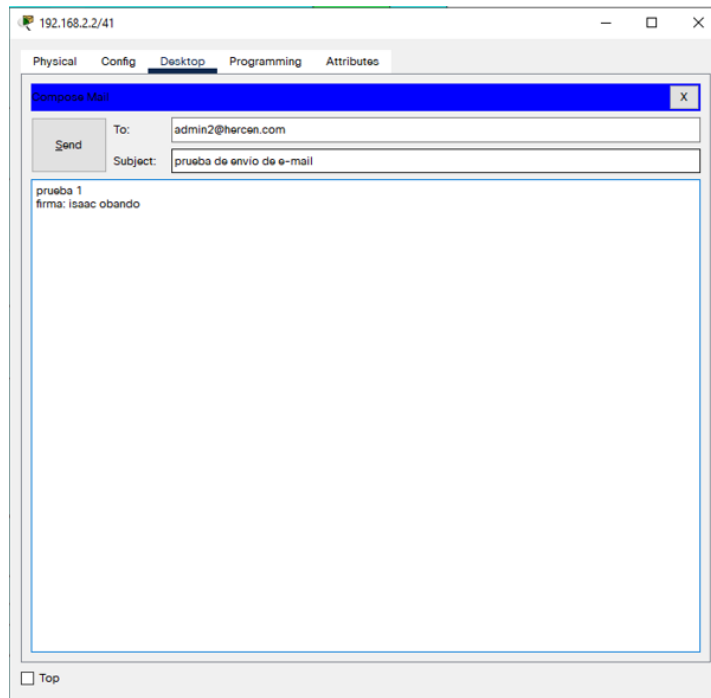 192.168.2.2/41
Physical Config Desktop Programming Attributes
Compose Mail
X
Send
To: admin2@hercen.com
Subject: prueba de envío de e-mail
prueba 1
firma: isaac obando
Top